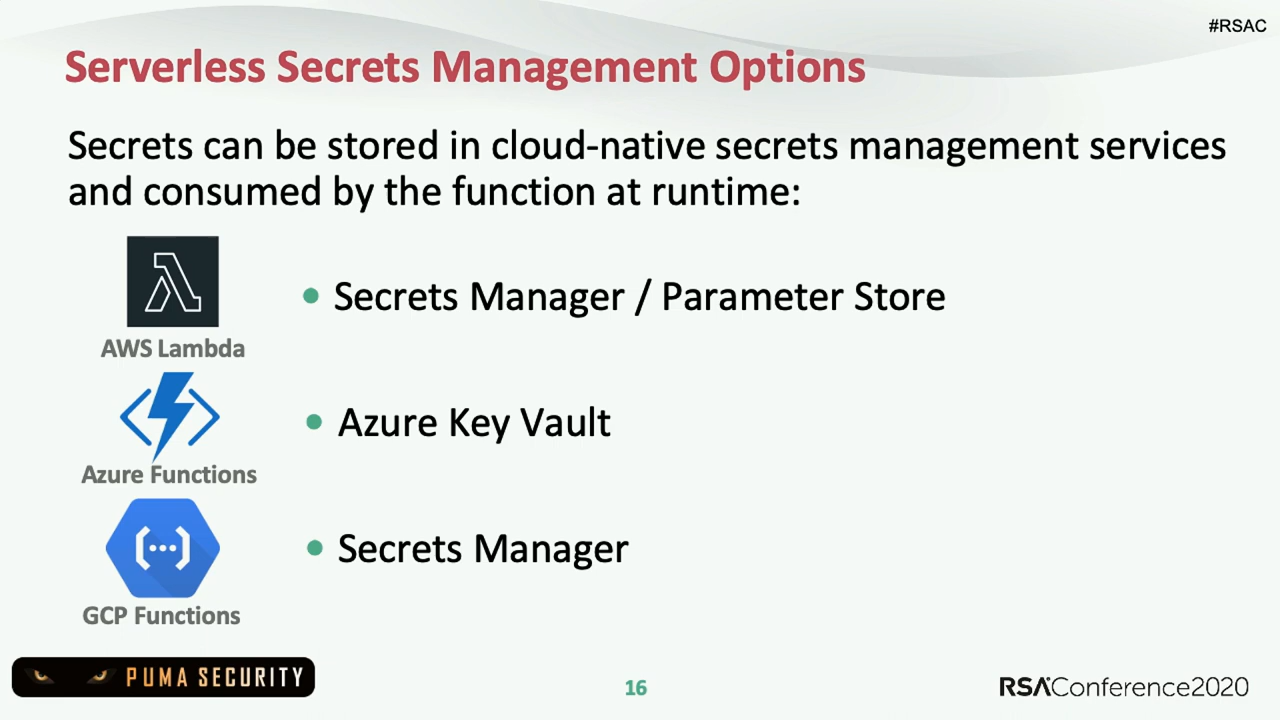 #RSAC
Serverless Secrets Management Options
Secrets can be stored in cloud-native secrets management services
and consumed by the function at runtime:
• Secrets Manager / Parameter Store
AWS Lambda
• Azure Key Vault
Azure Functions
• Secrets Manager
GCP Functions
PUMA SECURITY
16
RSAConference2020